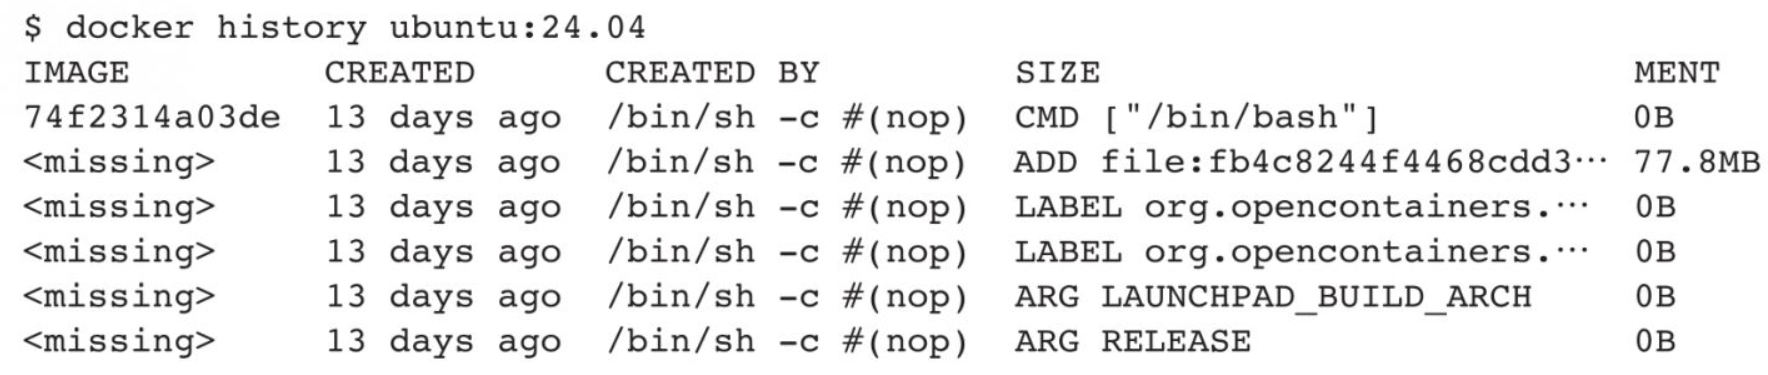 $ docker history ubuntu:24.04
IMAGE         CREATED      CREATED BY        SIZE                         MENT
74f2314a03de  13 days ago  /bin/sh -c #(nop)  CMD ["/bin/bash"]            0B
<missing>     13 days ago  /bin/sh -c #(nop)  ADD file:fb4c8244f4468cdd3⋯  77.8MB
<missing>     13 days ago  /bin/sh -c #(nop)  LABEL org.opencontainers.⋯   0B
<missing>     13 days ago  /bin/sh -c #(nop)  LABEL org.opencontainers.⋯   0B
<missing>     13 days ago  /bin/sh -c #(nop)  ARG LAUNCHPAD_BUILD_ARCH     0B
<missing>     13 days ago  /bin/sh -c #(nop)  ARG RELEASE                  0B